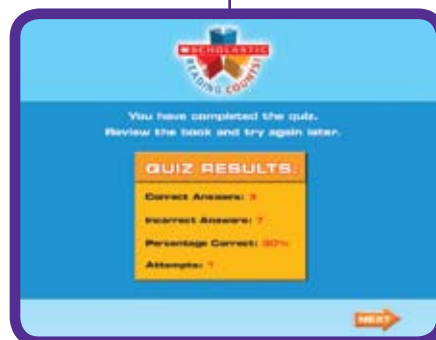 SCHOLASTIC
READING COUNTS!
You have completed the quiz.
Review the book and try again later.
QUIZ RESULTS:
Correct Answers: 3
Incorrect Answers: 7
Percentage Correct: 30%
Attempts: 1
NEXT